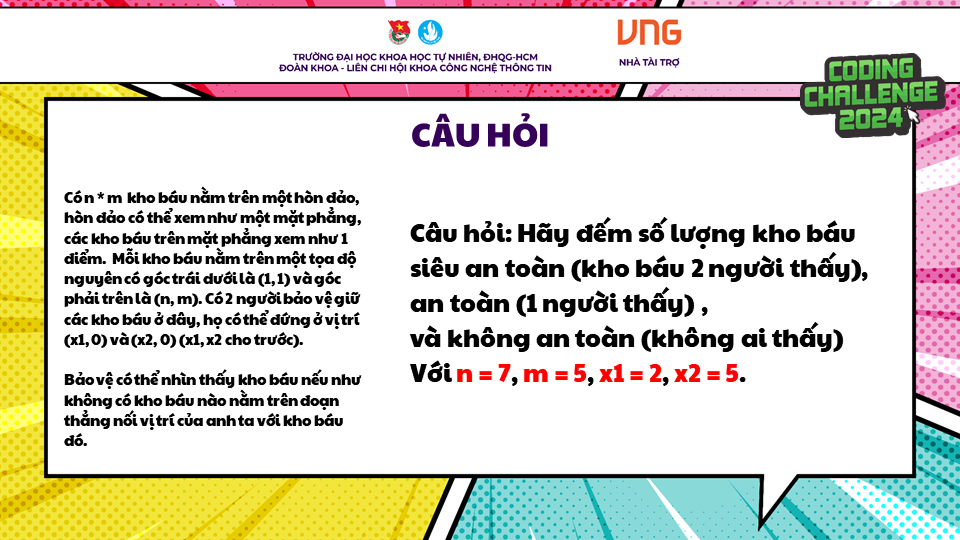 VNG
TRƯỜNG ĐẠI HỌC KHOA HỌC TỰ NHIÊN, ĐHQG-HCM
ĐOÀN KHOA - LIÊN CHI HỘI KHOA CÔNG NGHỆ THÔNG TIN
NHÀ TÀI TRỢ
CODING
CHALLENGE
2024
CÂU HỎI
Có n * m kho báu nằm trên một hòn đảo,
hòn đảo có thể xem như một mặt phẳng,
các kho báu trên mặt phẳng xem như 1
điểm. Mỗi kho báu nằm trên một tọa độ
nguyên có góc trái dưới là (1, 1) và góc
phải trên là (n, m). Có 2 người bảo vệ giữ
các kho báu ở đây, họ có thể đứng ở vị trí
(x1, 0) và (x2, 0) (x1, x2 cho trước).
Bảo vệ có thể nhìn thấy kho báu nếu như
không có kho báu nào nằm trên đoạn
thẳng nối vị trí của anh ta với kho báu
đó.
Câu hỏi: Hãy đếm số lượng kho báu
siêu an toàn (kho báu 2 người thấy),
an toàn (1 người thấy) ,
và không an toàn (không ai thấy)
Với n = 7, m = 5, x1 = 2, x2 = 5.